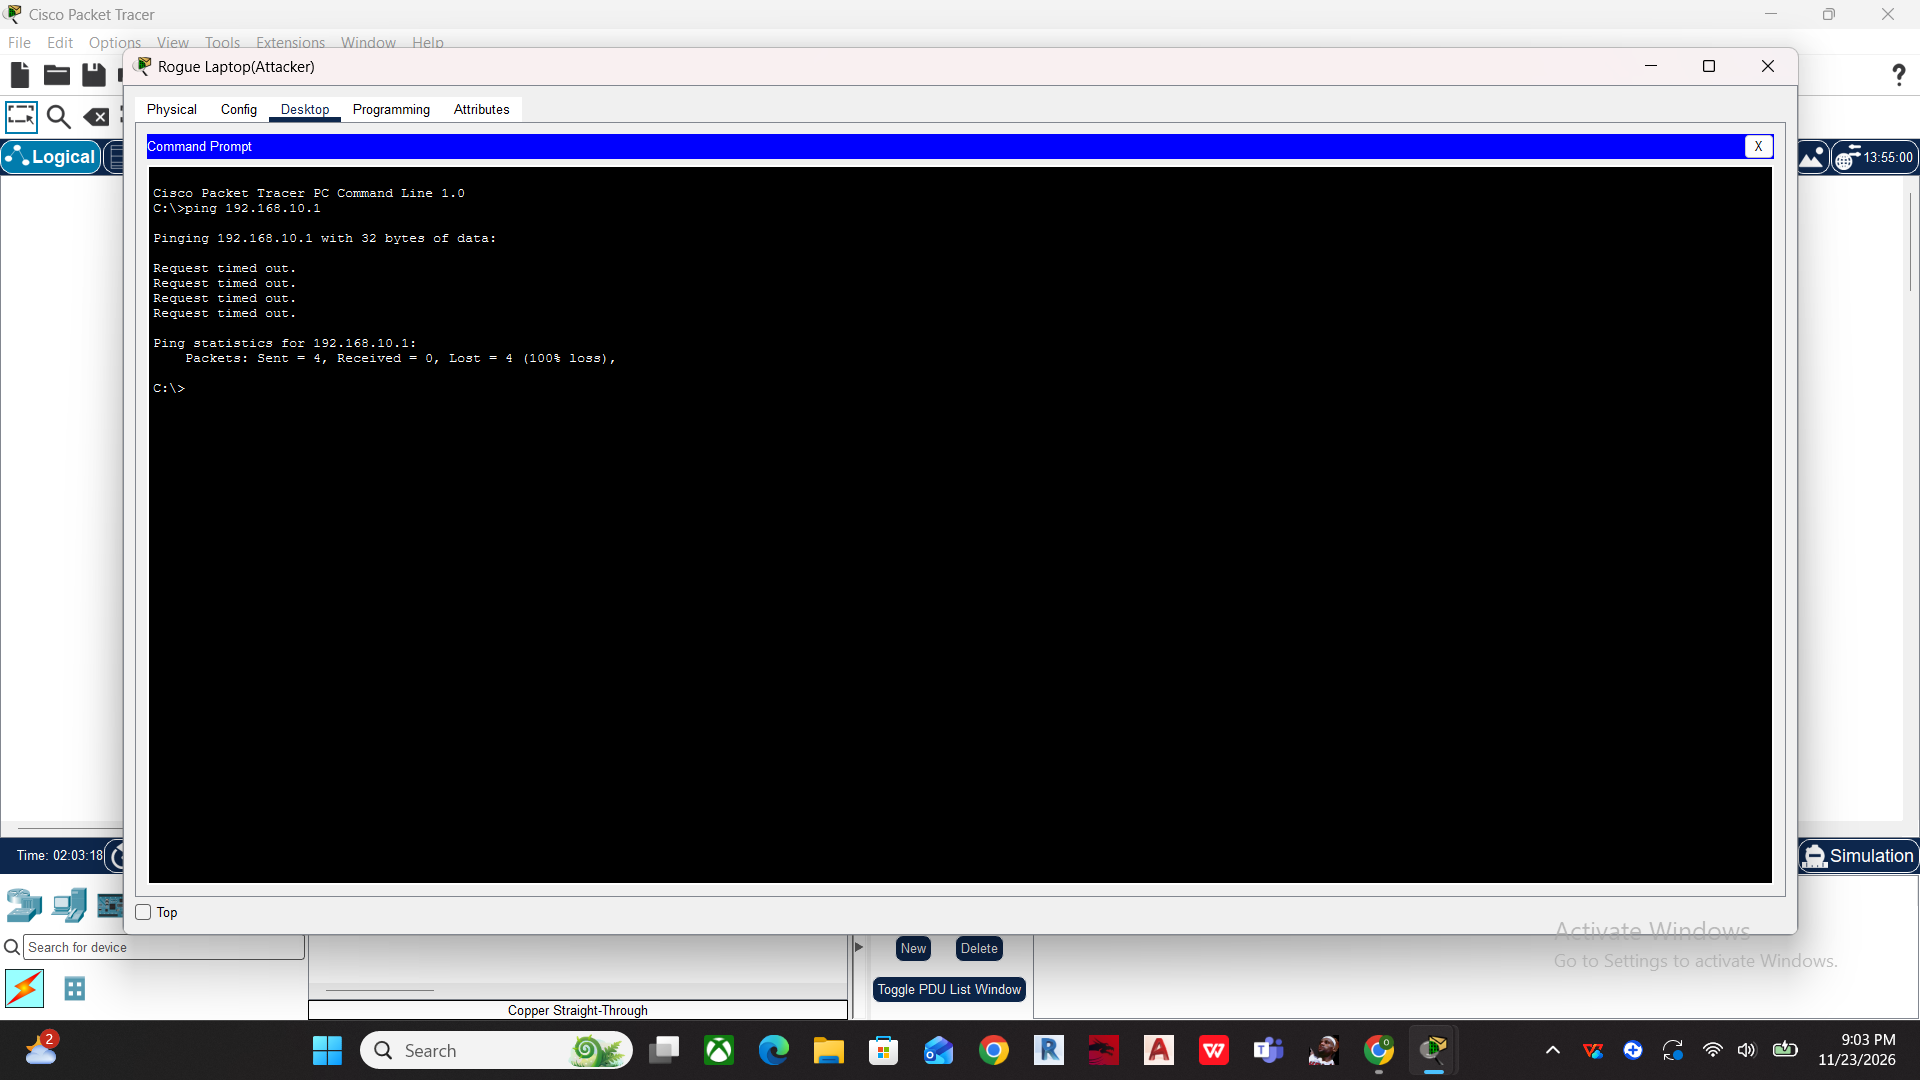 Cisco Packet Tracer
File Edit Options View Tools Extensions Window Help
Rogue Laptop(Attacker)
?
Physical Config Desktop Programming Attributes
Logical
Command Prompt
X
13:55:00
Cisco Packet Tracer PC Command Line 1.0
C:\>ping 192.168.10.1
Pinging 192.168.10.1 with 32 bytes of data:
Request timed out.
Request timed out.
Request timed out.
Request timed out.
Ping statistics for 192.168.10.1:
Packets: Sent = 4, Received = 0, Lost = 4 (100% loss),
C:\>
Time: 02:03:18
Simulation
Top
Activate Windows
Go to Settings to activate Windows.
Search for device
New Delete
Toggle PDU List Window
Copper Straight-Through
2
Search
9:03 PM
11/23/2026